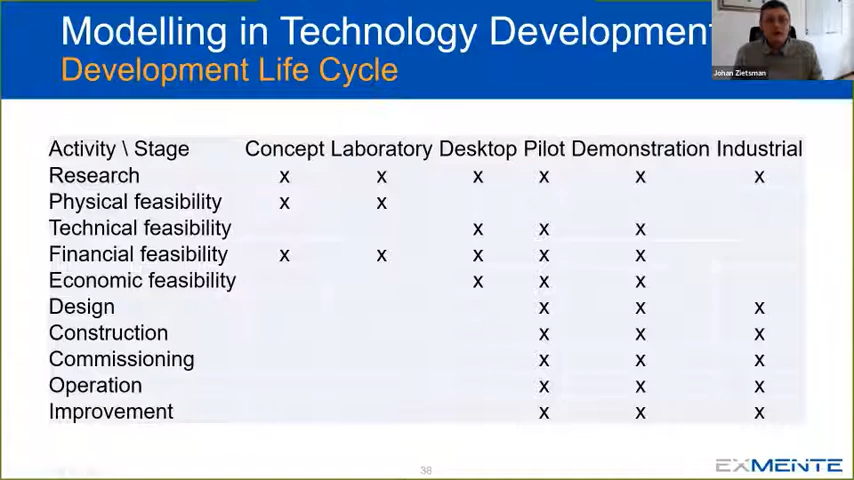 Modelling in Technology Development
Development Life Cycle
Johan Zietsman
Activity \ Stage Concept Laboratory Desktop Pilot Demonstration Industrial
Research x x x x x x
Physical feasibility x x
Technical feasibility x x x
Financial feasibility x x x x x
Economic feasibility x x x
Design x x x
Construction x x x
Commissioning x x x
Operation x x x
Improvement x x x
38
EXMENTE